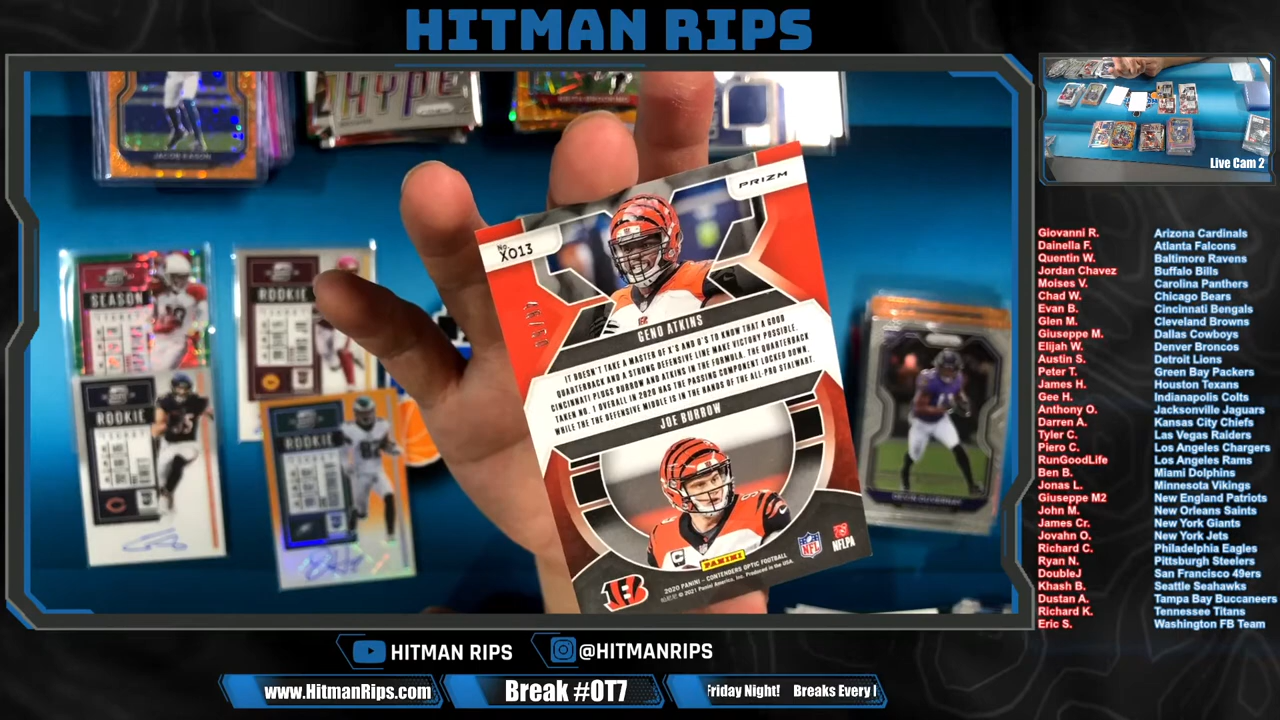 HITMAN RIPS
JACOB EASON
HYPE
Live Cam 2
PRIZM
No.
XO13
SEASON
ROOKIE
GENO ATKINS
IT DOESN'T TAKE A MASTER OF X'S AND O'S TO KNOW THAT A GOOD
QUARTERBACK AND A STRONG DEFENSIVE LINE MAKE VICTORY POSSIBLE.
CINCINNATI PLUGS BURROW AND ATKINS IN THE FORMULA. THE QUARTERBACK
TAKEN NO. 1 OVERALL IN 2020 HAS THE PASSING COMPONENT LOCKED DOWN,
WHILE THE THE DEFENSIVE MIDDLE IS IN THE HANDS OF THE ALL-PRO STALWART.
JOE BURROW
ROOKIE
ROOKIE
PANINI
NFL
NFLPA
2020 PANINI - CONTENDERS OPTIC FOOTBALL
© 2021 Panini America, Inc. Produced in the USA.
Giovanni R. Arizona Cardinals
Dainella F. Atlanta Falcons
Quentin W. Baltimore Ravens
Jordan Chavez Buffalo Bills
Moises V. Carolina Panthers
Chad W. Chicago Bears
Evan B. Cincinnati Bengals
Glen M. Cleveland Browns
Giuseppe M. Dallas Cowboys
Elijah W. Denver Broncos
Austin S. Detroit Lions
Peter T. Green Bay Packers
James H. Houston Texans
Gee H. Indianapolis Colts
Anthony O. Jacksonville Jaguars
Darren A. Kansas City Chiefs
Tyler C. Las Vegas Raiders
Piero C. Los Angeles Chargers
RunGoodLife Los Angeles Rams
Ben B. Miami Dolphins
Jonas L. Minnesota Vikings
Giuseppe M2 New England Patriots
John M. New Orleans Saints
James Cr. New York Giants
Jovahn O. New York Jets
Richard C. Philadelphia Eagles
Ryan N. Pittsburgh Steelers
DoubleJ San Francisco 49ers
Khash B. Seattle Seahawks
Dustan A. Tampa Bay Buccaneers
Richard K. Tennessee Titans
Eric S. Washington FB Team
HITMAN RIPS
@HITMANRIPS
www.HitmanRips.com
Break #OT7
Friday Night! Breaks Every